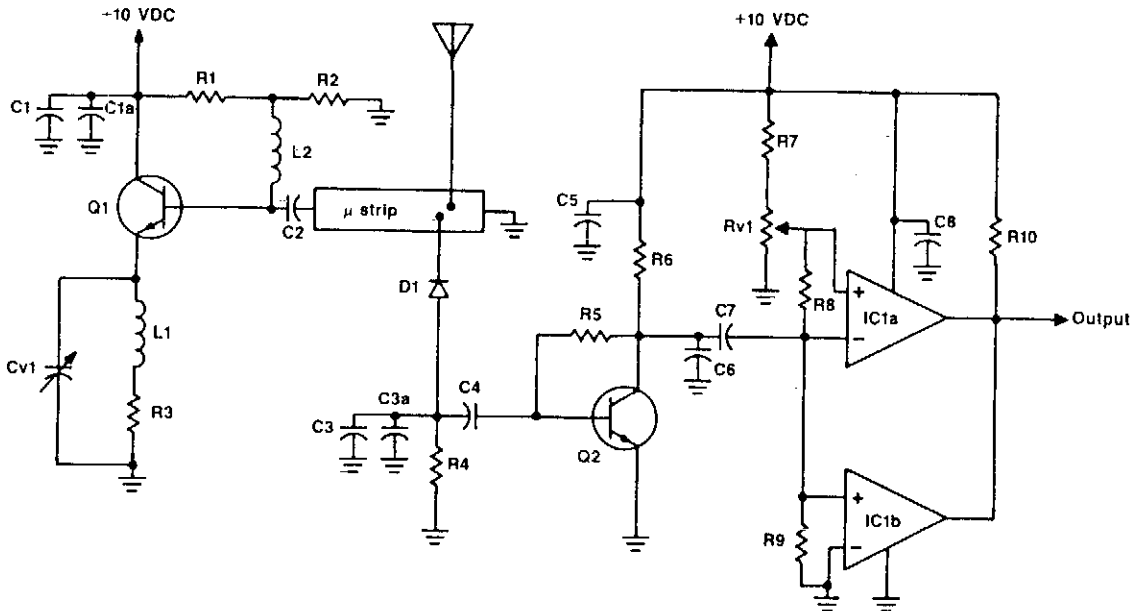 +10 VDC
+10 VDC
R1
R2
C1
C1a
L2
R7
C5
C8
Q1
μ strip
Rv1
R6
R10
C2
D1
R8
+
IC1a
Output
R5
C7
−
L1
Cv1
C6
C4
R3
C3a
C3
R4
Q2
+
IC1b
R9
−